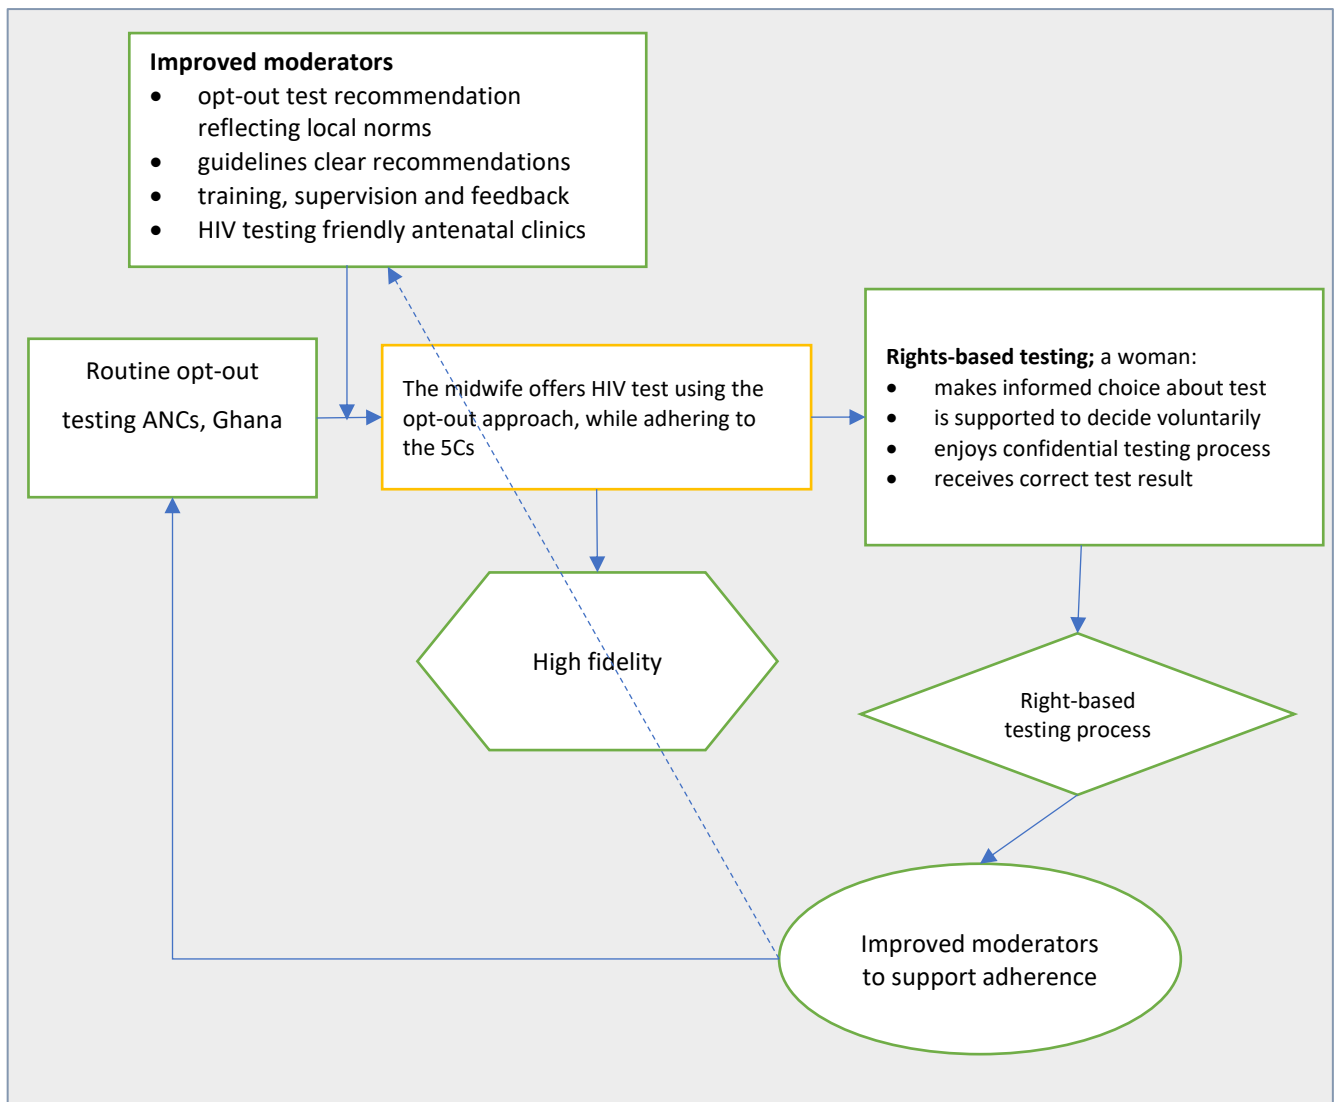 Improved moderators
• opt-out test recommendation
reflecting local norms
• guidelines clear recommendations
• training, supervision and feedback
• HIV testing friendly antenatal clinics
Routine opt-out
testing ANCs, Ghana
The midwife offers HIV test using the
opt-out approach, while adhering to
the 5Cs
Rights-based testing; a woman:
• makes informed choice about test
• is supported to decide voluntarily
• enjoys confidential testing process
• receives correct test result
High fidelity
Right-based
testing process
Improved moderators
to support adherence